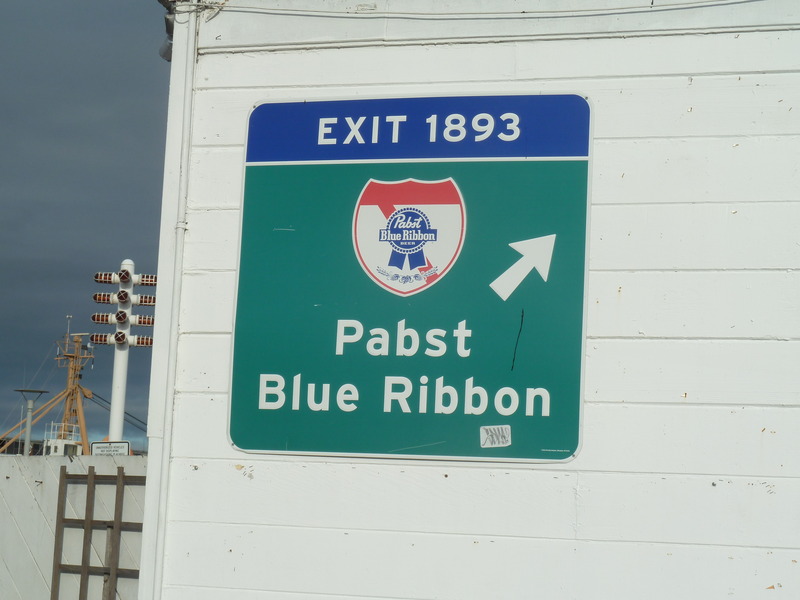 EXIT 1893
Pabst
Blue Ribbon
BEER
Pabst
Blue Ribbon